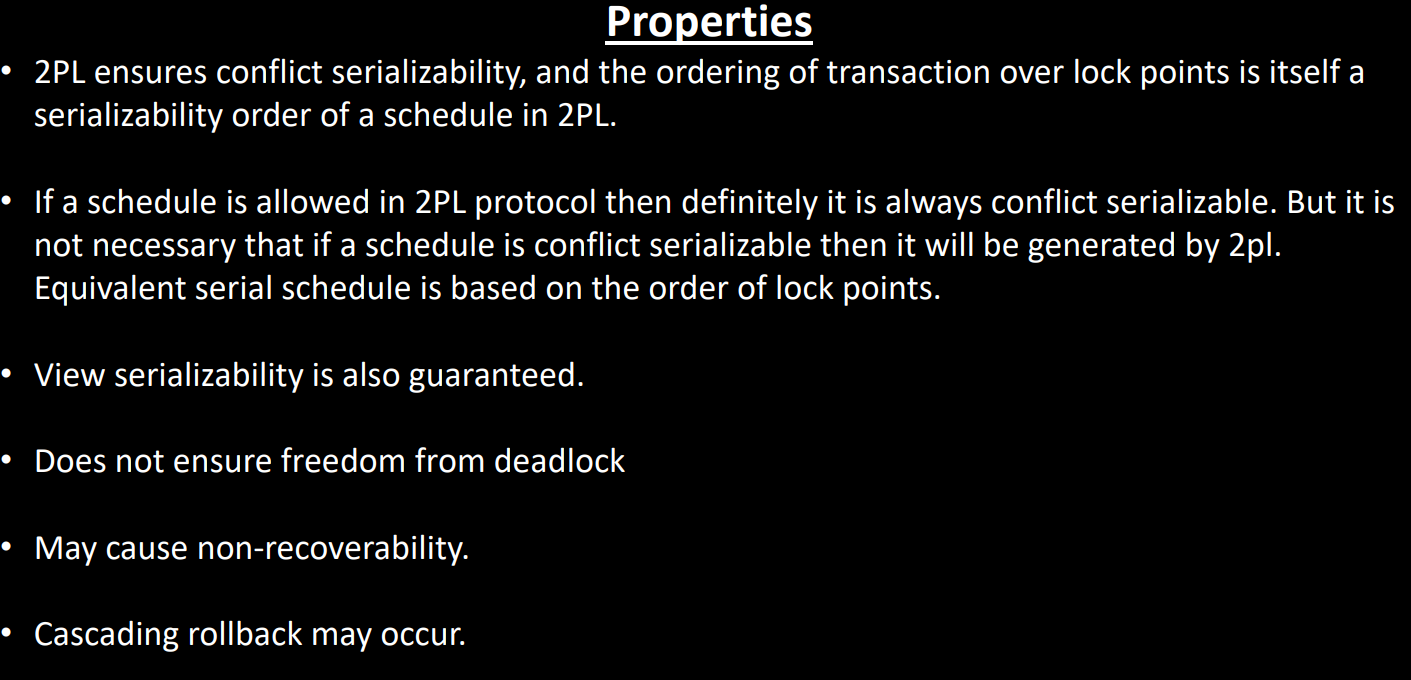 Properties
• 2PL ensures conflict serializability, and the ordering of transaction over lock points is itself a
serializability order of a schedule in 2PL.
• If a schedule is allowed in 2PL protocol then definitely it is always conflict serializable. But it is
not necessary that if a schedule is conflict serializable then it will be generated by 2pl.
Equivalent serial schedule is based on the order of lock points.
• View serializability is also guaranteed.
• Does not ensure freedom from deadlock
• May cause non-recoverability.
• Cascading rollback may occur.